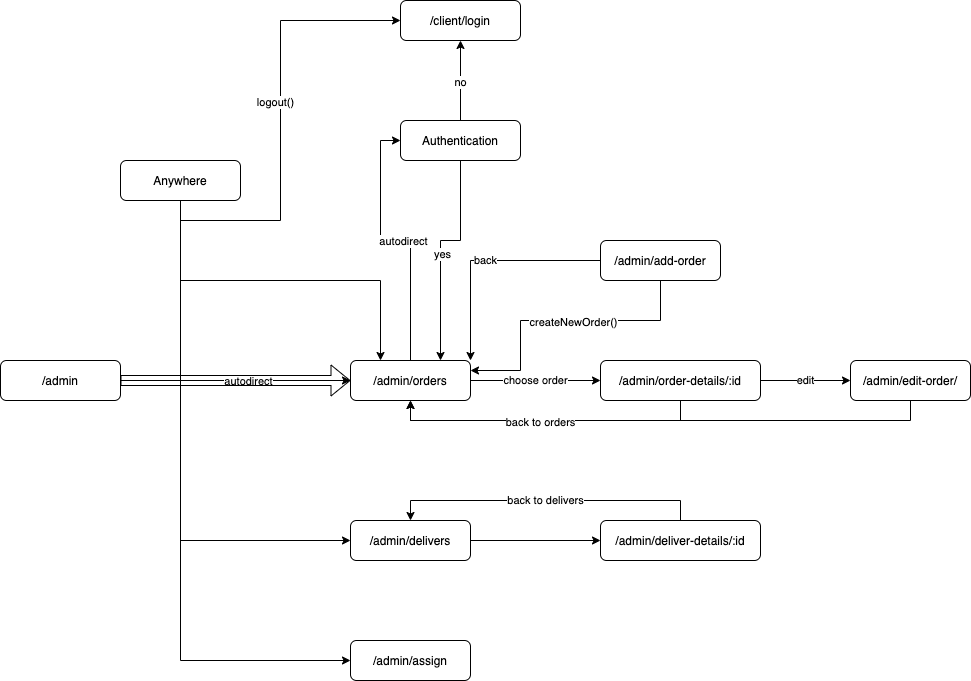 /client/login
no
logout()
Authentication
Anywhere
autodirect
yes
back
/admin/add-order
createNewOrder()
/admin
autodirect
/admin/orders
choose order
/admin/order-details/:id
edit
/admin/edit-order/
back to orders
back to delivers
/admin/delivers
/admin/deliver-details/:id
/admin/assign